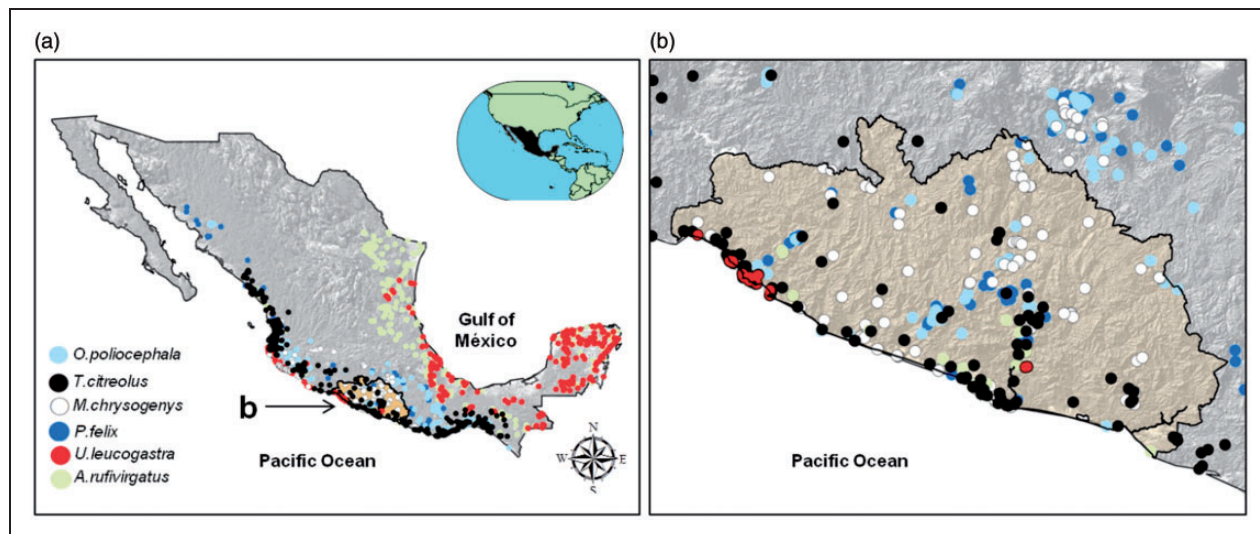 (a)
Gulf of
México
O.poliocephala
T.citreolus
M.chrysogenys
P.felix
U.leucogastra
A.rufivirgatus
b
Pacific Ocean
N
W
E
S
(b)
Pacific Ocean